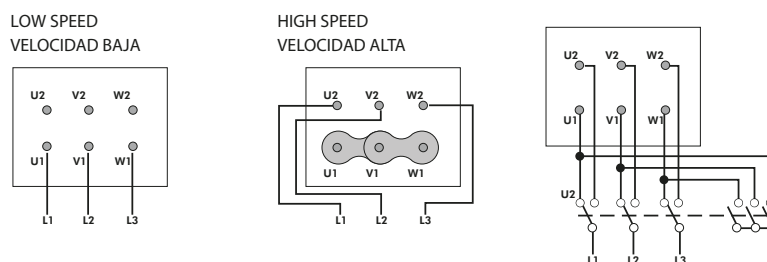 LOW SPEED
VELOCIDAD BAJA
U2 V2 W2
U1 V1 W1
L1 L2 L3
HIGH SPEED
VELOCIDAD ALTA
U2 V2 W2
U1 V1 W1
L1 L2 L3
U2 V2 W2
U1 V1 W1
U2
L1 L2 L3